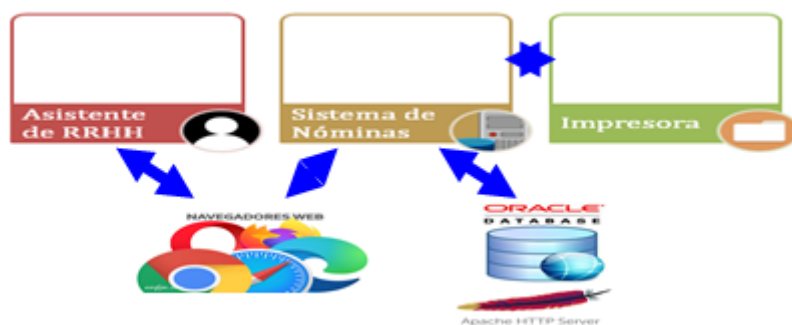 Asistente
de RRHH
Sistema de
Nóminas
Impresora
NAVEGADORES WEB
ORACLE
DATABASE
Apache HTTP Server